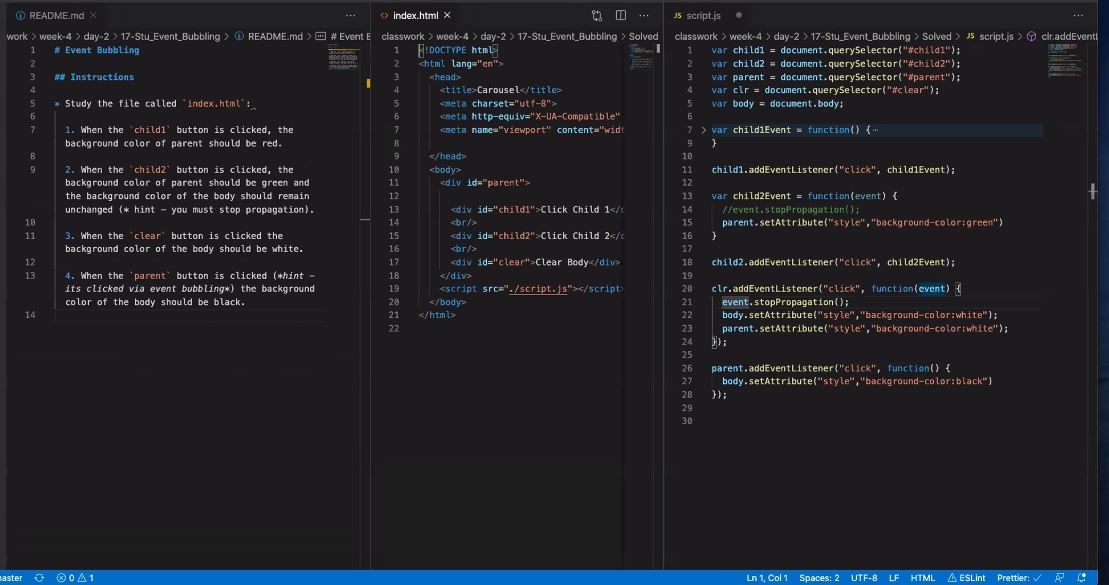 README.md ×
···
work > week-4 > day-2 > 17-Stu_Event_Bubbling > README.md > # Event B
1 # Event Bubbling
2
3 ## Instructions
4
5 * Study the file called `index.html`:
6
7 1. When the `child1` button is clicked, the
background color of parent should be red.
8
9 2. When the `child2` button is clicked, the
background color of parent should be green and
the background color of the body should remain
unchanged (* hint – you must stop propagation).
10
11 3. When the `clear` button is clicked the
background color of the body should be white.
12
13 4. When the `parent` button is clicked (*hint –
its clicked via event bubbling*) the background
color of the body should be black.
14
<> index.html ×
···
classwork > week-4 > day-2 > 17-Stu_Event_Bubbling > Solved
1 <!DOCTYPE html>
2 <html lang="en">
3 <head>
4 <title>Carousel</title>
5 <meta charset="utf-8">
6 <meta http-equiv="X-UA-Compatible"
7 <meta name="viewport" content="widt
8
9 </head>
10 <body>
11 <div id="parent">
12
13 <div id="child1">Click Child 1</d
14 <br/>
15 <div id="child2">Click Child 2</d
16 <br/>
17 <div id="clear">Clear Body</div>
18 </div>
19 <script src="./script.js"></script>
20 </body>
21 </html>
22
JS script.js ●
···
classwork > week-4 > day-2 > 17-Stu_Event_Bubbling > Solved > JS script.js > clr.addEventLi
1 var child1 = document.querySelector("#child1");
2 var child2 = document.querySelector("#child2");
3 var parent = document.querySelector("#parent");
4 var clr = document.querySelector("#clear");
5 var body = document.body;
6
7 > var child1Event = function() {···
9 }
10
11 child1.addEventListener("click", child1Event);
12
13 var child2Event = function(event) {
14 //event.stopPropagation();
15 parent.setAttribute("style","background-color:green")
16 }
17
18 child2.addEventListener("click", child2Event);
19
20 clr.addEventListener("click", function(event) {
21 event.stopPropagation();
22 body.setAttribute("style","background-color:white");
23 parent.setAttribute("style","background-color:white");
24 });
25
26 parent.addEventListener("click", function() {
27 body.setAttribute("style","background-color:black")
28 });
29
30
naster 0 1 Ln 1, Col 1 Spaces: 2 UTF-8 LF HTML ESLint Prettier: ✓